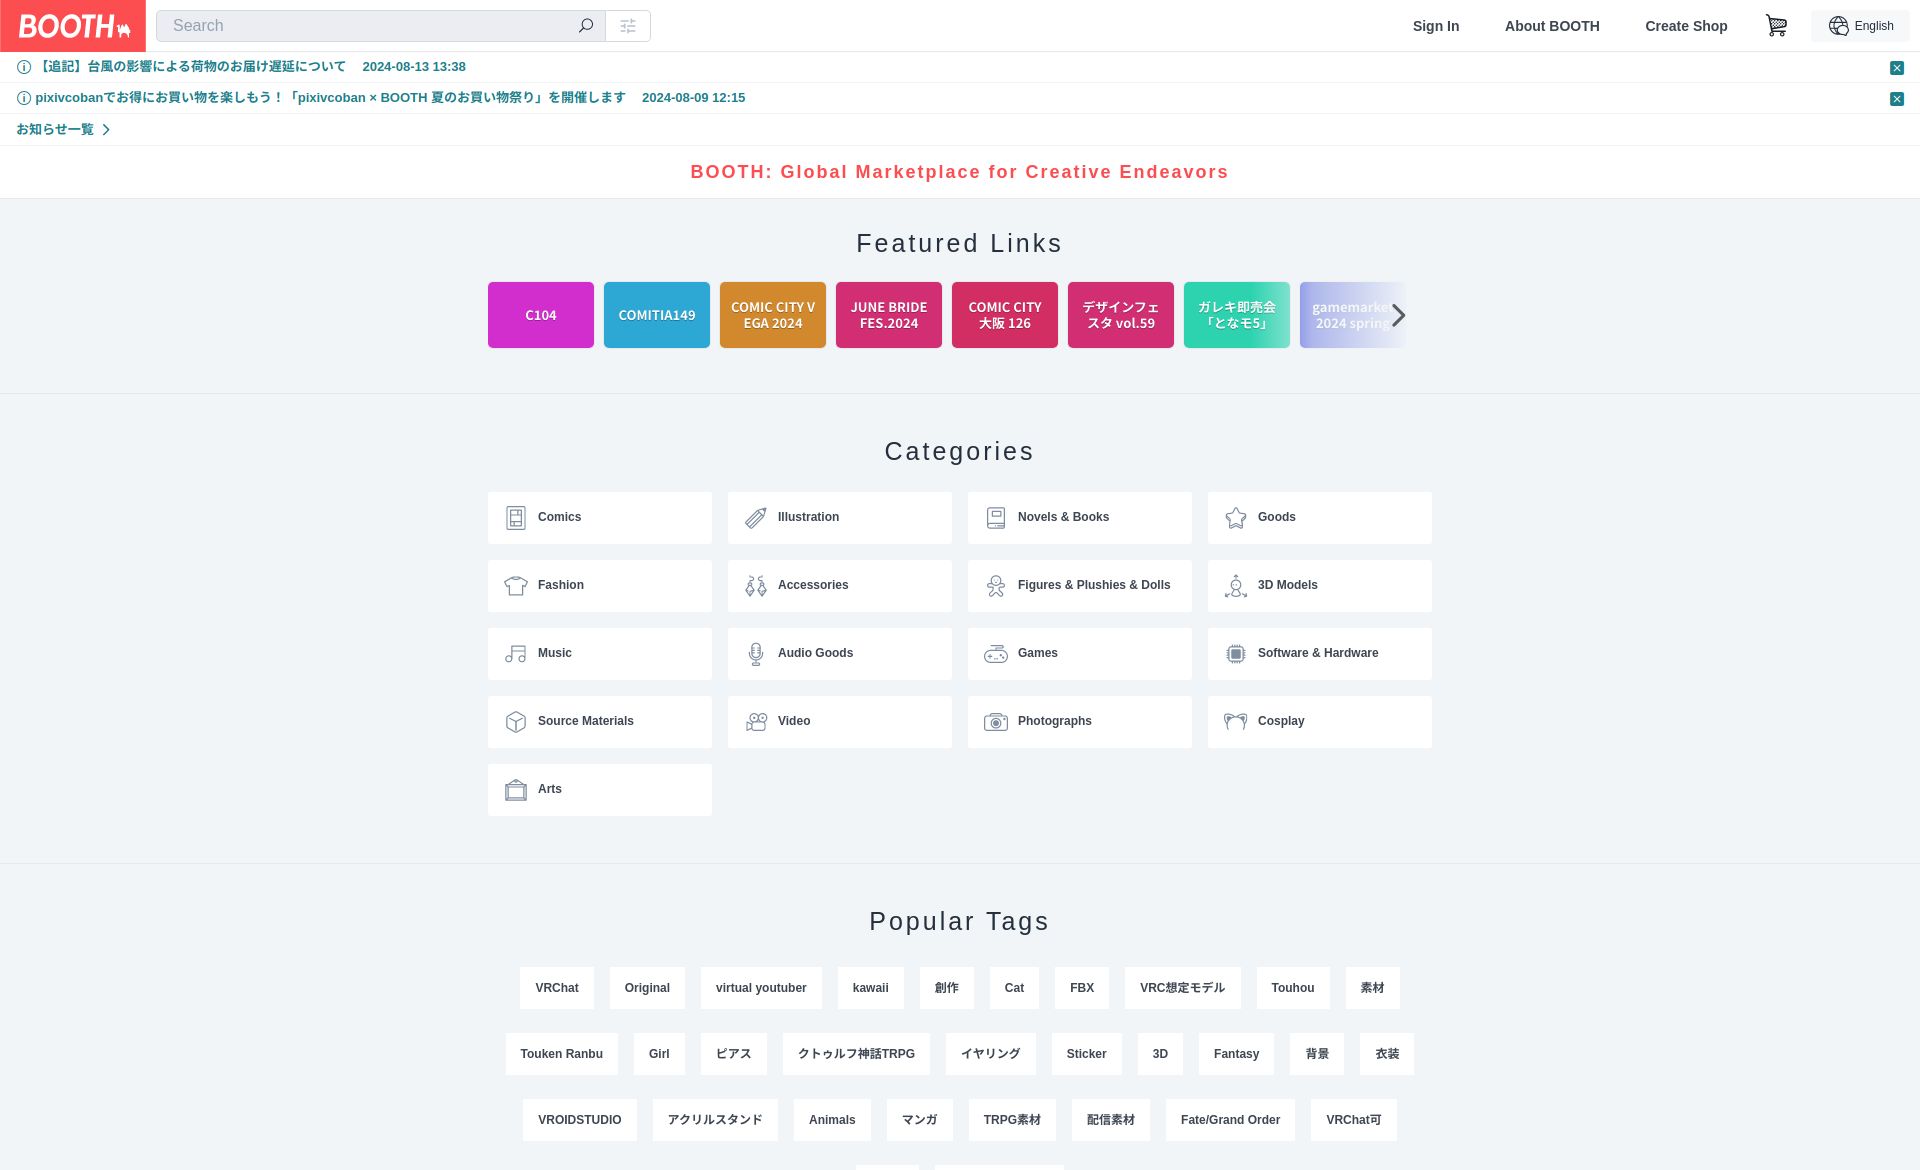 BOOTH
Search
Sign In
About BOOTH
Create Shop
English
【追記】台風の影響による荷物のお届け遅延について 2024-08-13 13:38
pixivcobanでお得にお買い物を楽しもう！「pixivcoban × BOOTH 夏のお買い物祭り」を開催します 2024-08-09 12:15
お知らせ一覧
BOOTH: Global Marketplace for Creative Endeavors
Featured Links
C104
COMITIA149
COMIC CITY V
EGA 2024
JUNE BRIDE
FES.2024
COMIC CITY
大阪 126
デザインフェ
スタ vol.59
ガレキ即売会
「となモ5」
gamemarket
2024 spring
Categories
Comics
Illustration
Novels & Books
Goods
Fashion
Accessories
Figures & Plushies & Dolls
3D Models
Music
Audio Goods
Games
Software & Hardware
Source Materials
Video
Photographs
Cosplay
Arts
Popular Tags
VRChat
Original
virtual youtuber
kawaii
創作
Cat
FBX
VRC想定モデル
Touhou
素材
Touken Ranbu
Girl
ピアス
クトゥルフ神話TRPG
イヤリング
Sticker
3D
Fantasy
背景
衣装
VROIDSTUDIO
アクリルスタンド
Animals
マンガ
TRPG素材
配信素材
Fate/Grand Order
VRChat可